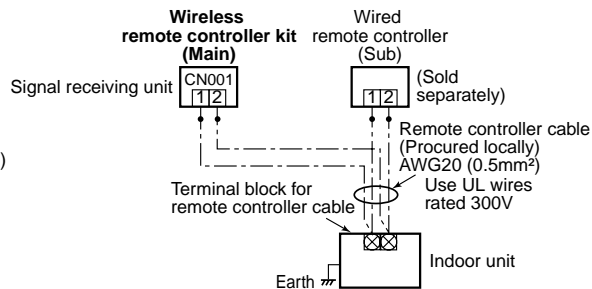 Wireless
remote controller kit
(Main)
Wired
remote controller
(Sub)
Signal receiving unit
CN001
1 2
1 2
(Sold
separately)
Remote controller cable
(Procured locally)
AWG20 (0.5mm²)
Use UL wires
rated 300V
)
Terminal block for
remote controller cable
Indoor unit
Earth